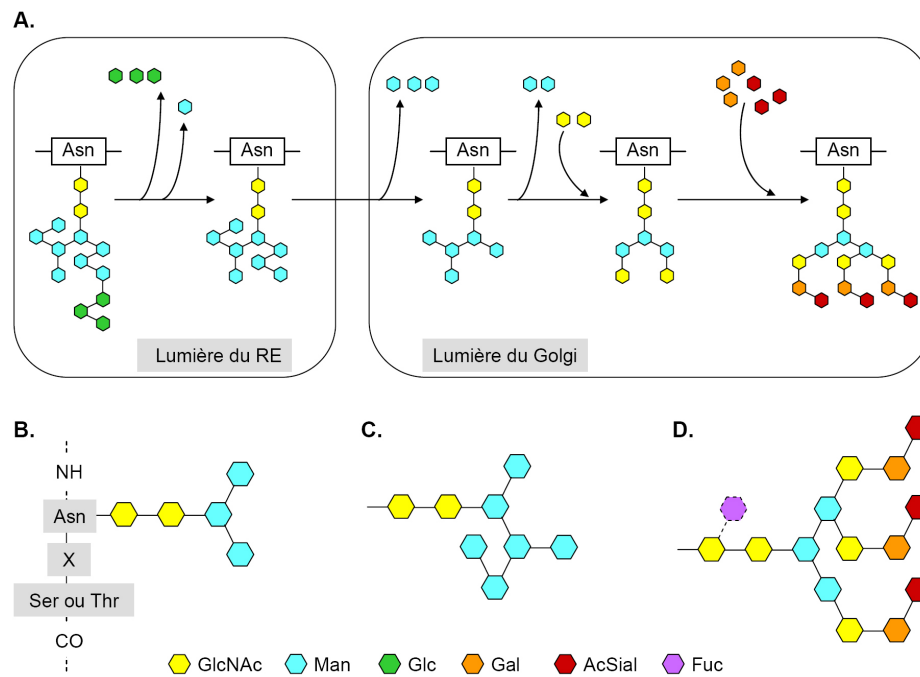 A.
Asn
Asn
Asn
Asn
Asn
Lumière du RE
Lumière du Golgi
B.
NH
Asn
X
Ser ou Thr
CO
C.
D.
GlcNAc
Man
Glc
Gal
AcSial
Fuc